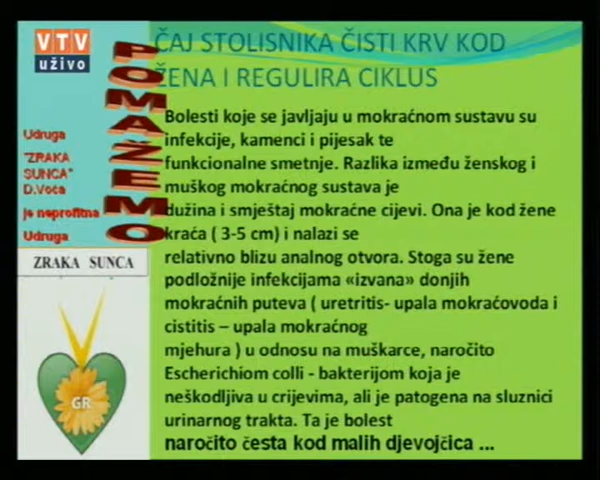 VTV
uživo
POMAŽEMO
Udruga
"ZRAKA
SUNCA"
D.Voća
je neprofitna
Udruga
ZRAKA SUNCA
GR
ČAJ STOLISNIKA ČISTI KRV KOD
ŽENA I REGULIRA CIKLUS
Bolesti koje se javljaju u mokraćnom sustavu su
infekcije, kamenci i pijesak te
funkcionalne smetnje. Razlika između ženskog i
muškog mokraćnog sustava je
dužina i smještaj mokraćne cijevi. Ona je kod žene
kraća ( 3-5 cm) i nalazi se
relativno blizu analnog otvora. Stoga su žene
podložnije infekcijama «izvana» donjih
mokraćnih puteva ( uretritis- upala mokraćovoda i
cistitis – upala mokraćnog
mjehura ) u odnosu na muškarce, naročito
Escherichiom colli - bakterijom koja je
neškodljiva u crijevima, ali je patogena na sluznici
urinarnog trakta. Ta je bolest
naročito česta kod malih djevojčica ...